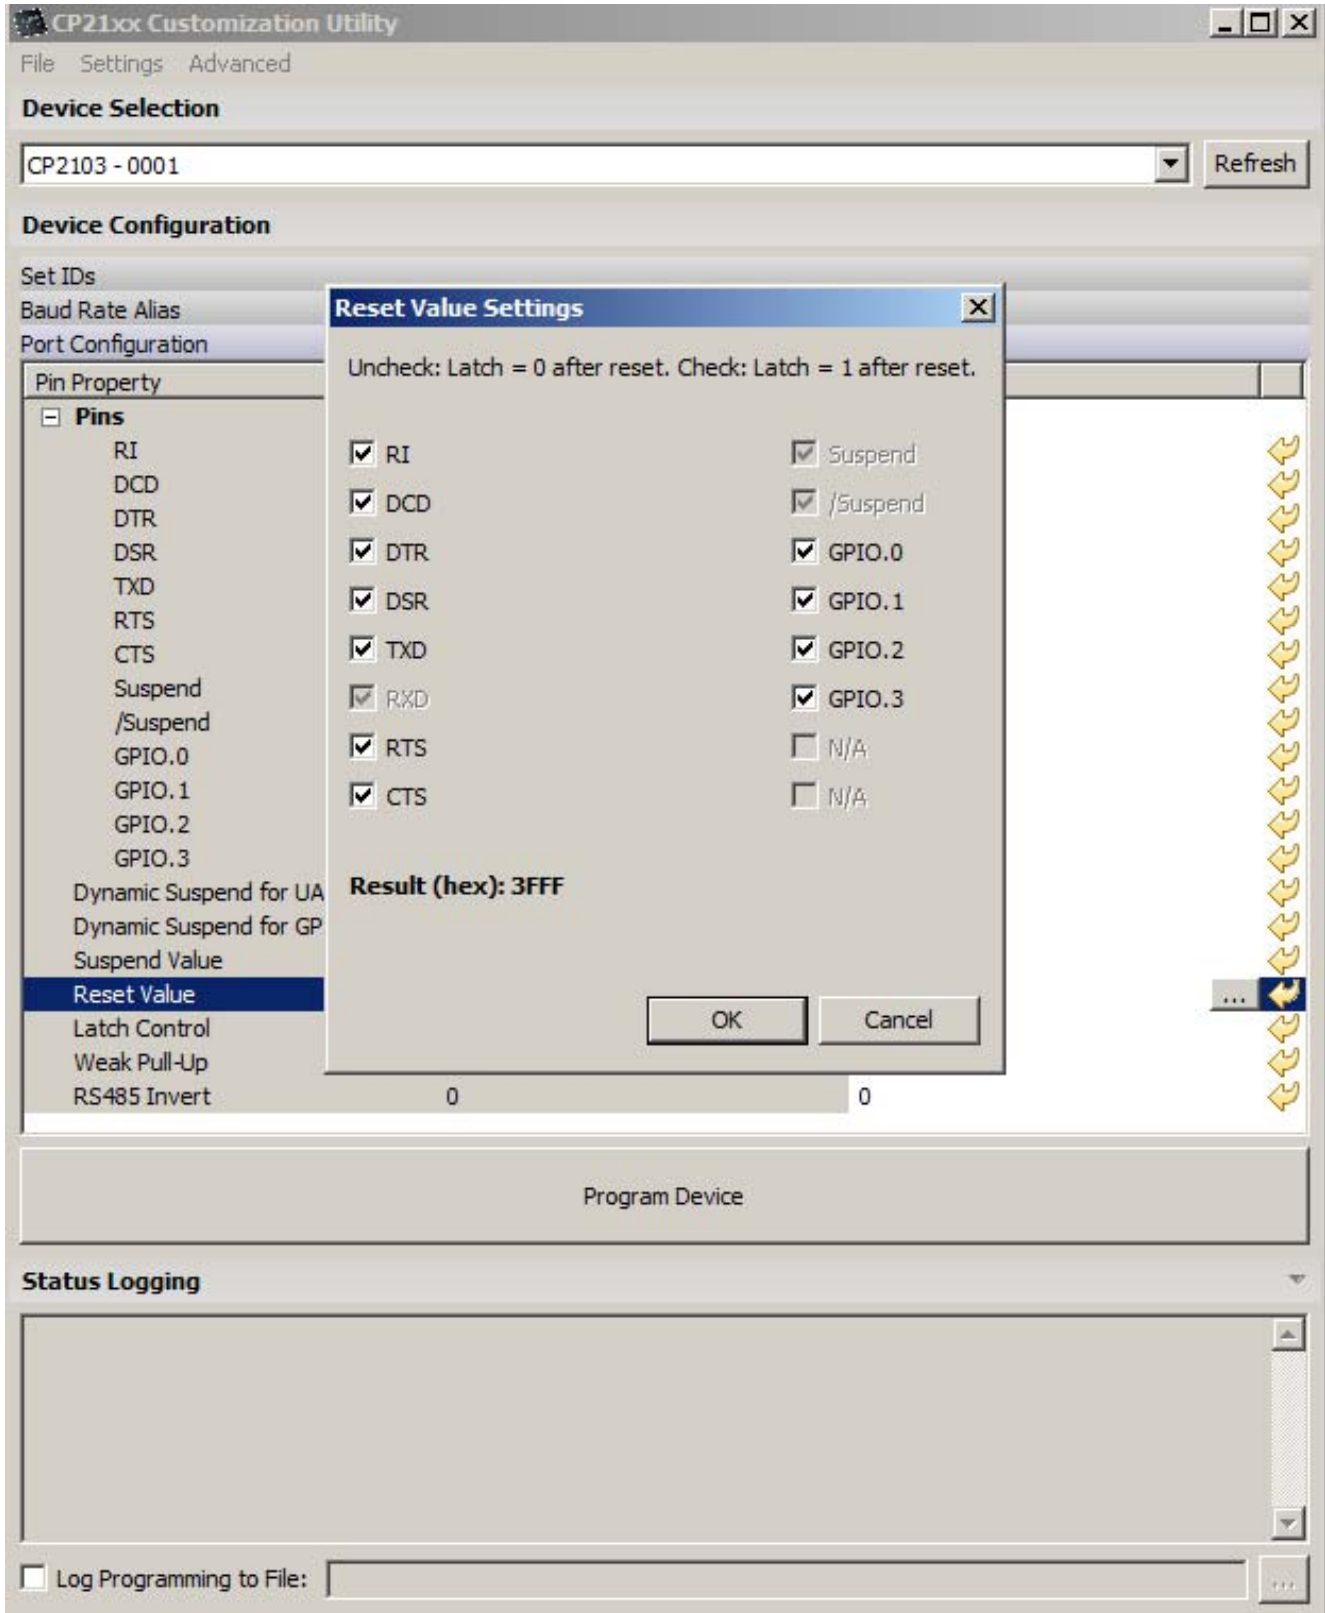 CP21xx Customization Utility
File Settings Advanced
Device Selection
CP2103 - 0001
Refresh
Device Configuration
Set IDs
Baud Rate Alias
Port Configuration
Pin Property
Pins
RI
DCD
DTR
DSR
TXD
RTS
CTS
Suspend
/Suspend
GPIO.0
GPIO.1
GPIO.2
GPIO.3
Dynamic Suspend for UA
Dynamic Suspend for GP
Suspend Value
Reset Value
...
Latch Control
Weak Pull-Up
RS485 Invert 0 0
Reset Value Settings
Uncheck: Latch = 0 after reset. Check: Latch = 1 after reset.
RI Suspend
DCD /Suspend
DTR GPIO.0
DSR GPIO.1
TXD GPIO.2
RXD GPIO.3
RTS N/A
CTS N/A
Result (hex): 3FFF
OK Cancel
Program Device
Status Logging
Log Programming to File:
...